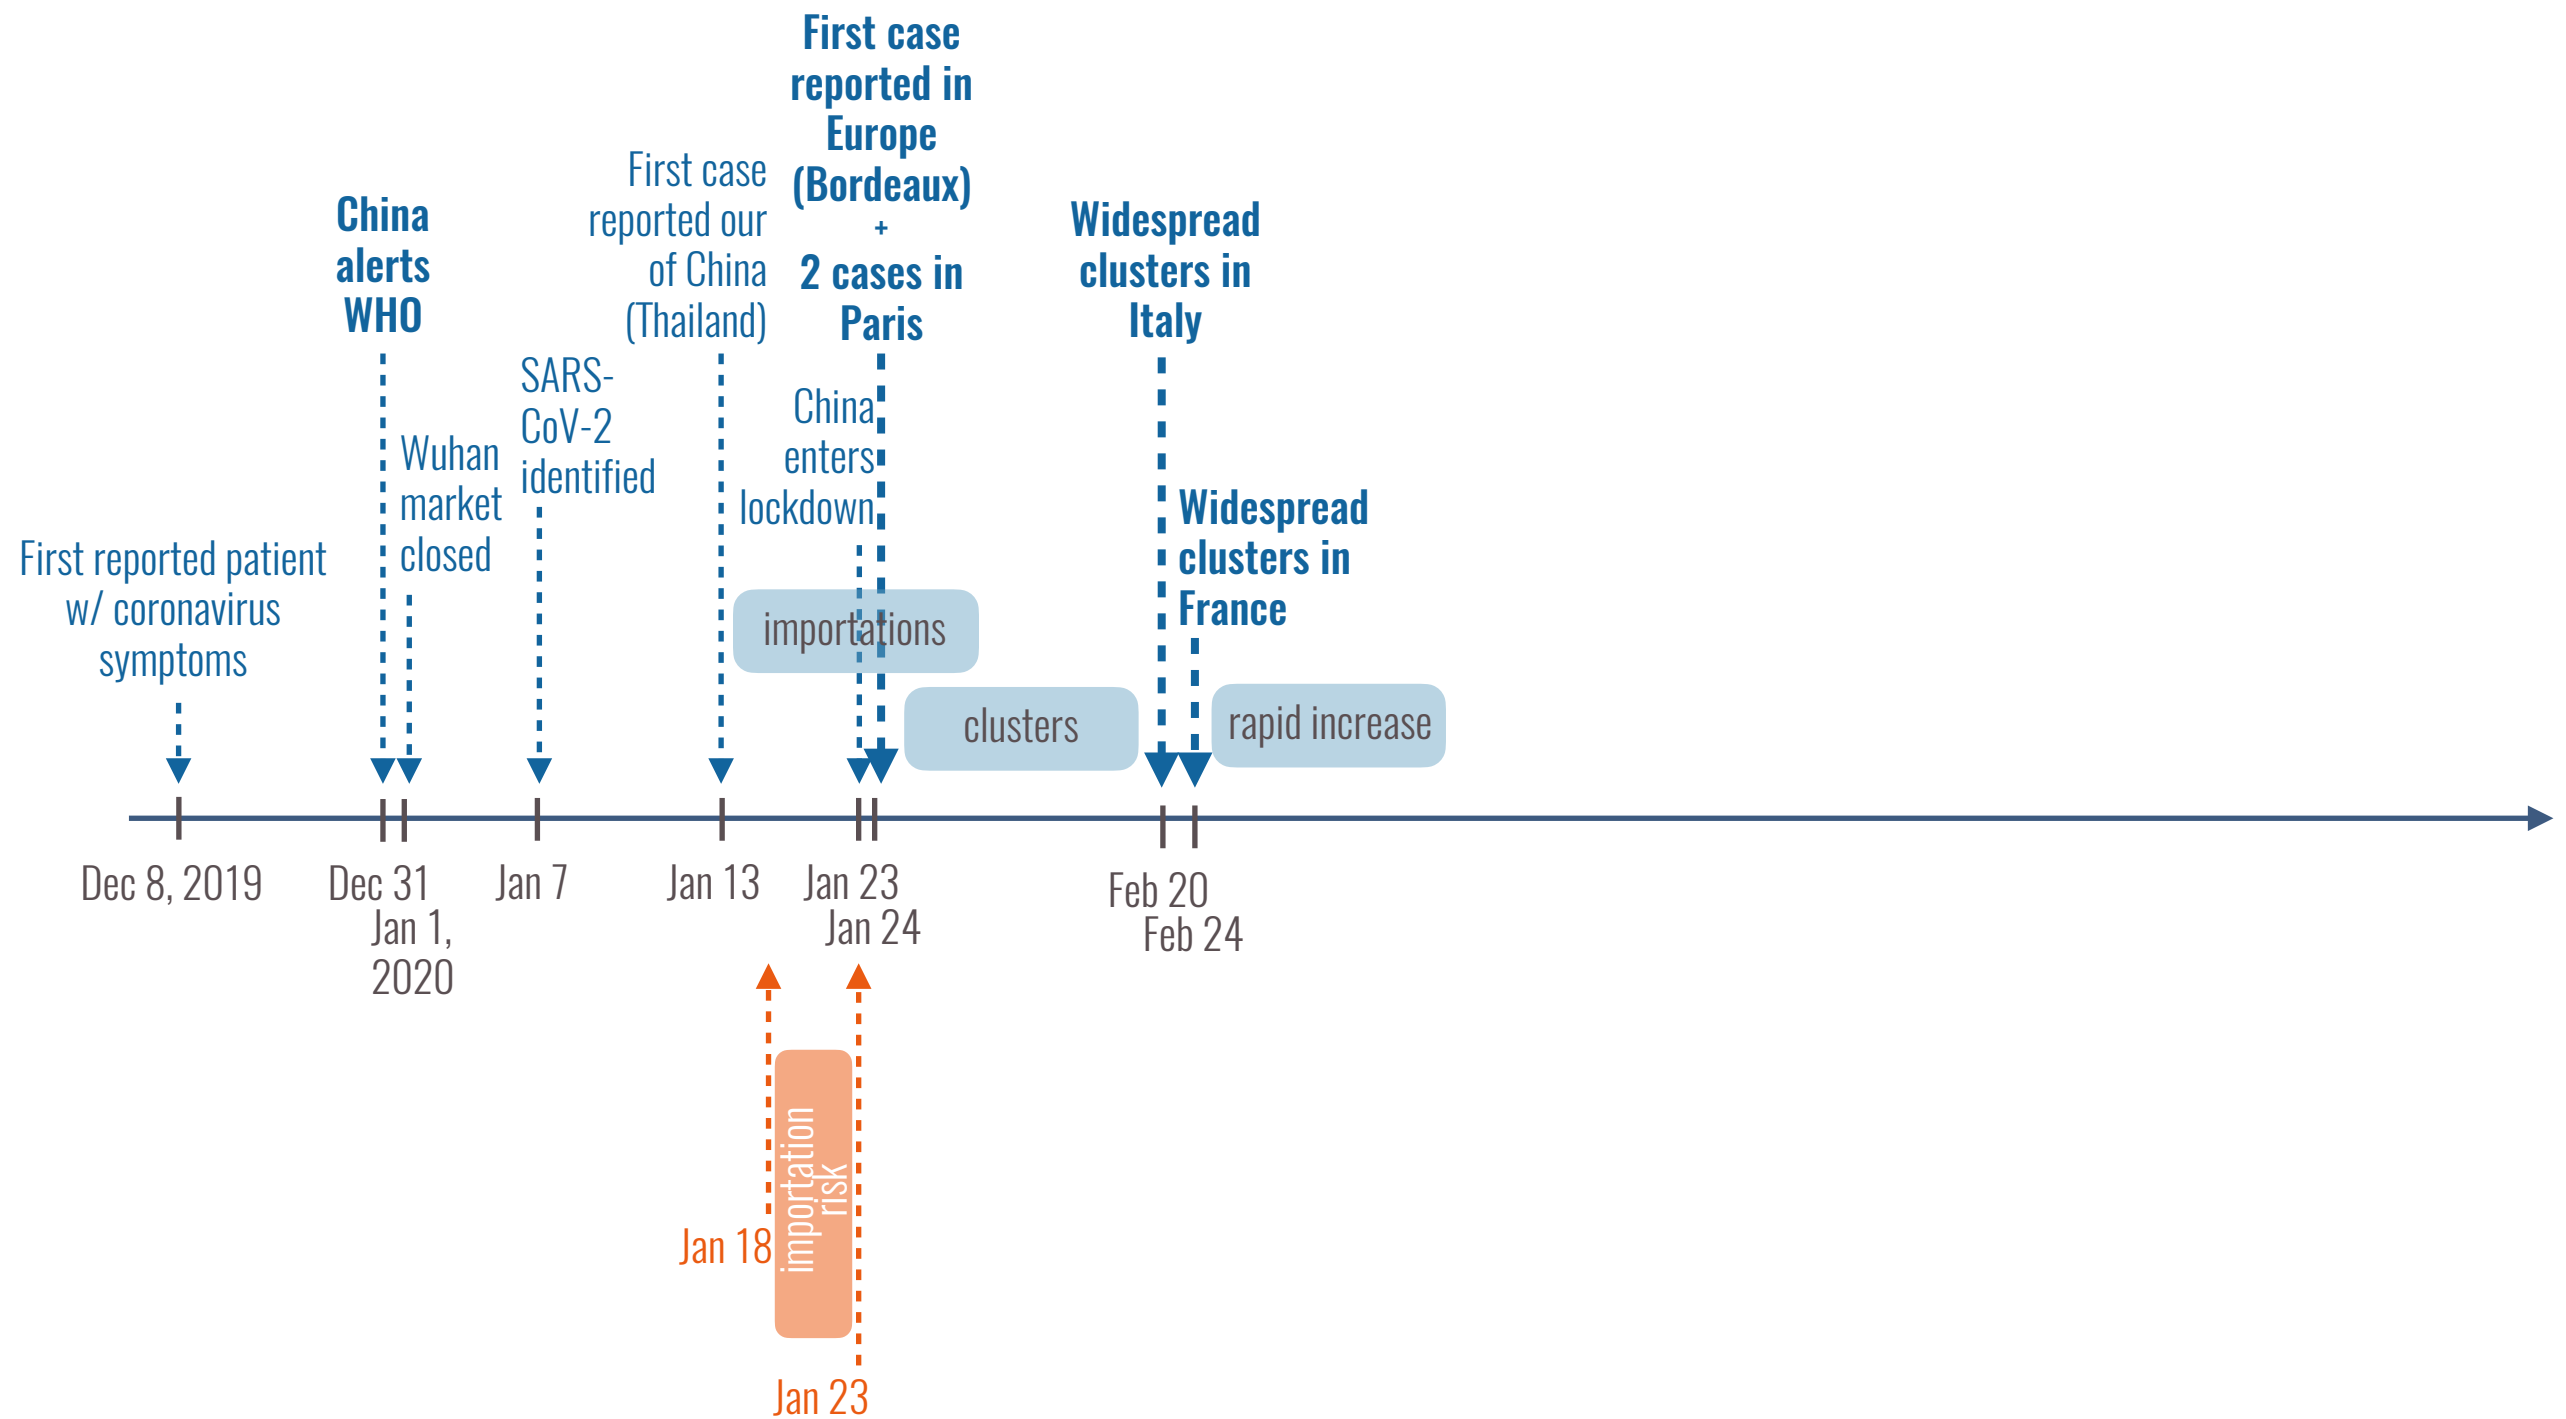 First reported patient
w/ coronavirus
symptoms
China
alerts
WHO
Wuhan
market
closed
SARS-
CoV-2
identified
First case
reported our
of China
(Thailand)
First case
reported in
Europe
(Bordeaux)
+
2 cases in
Paris
China
enters
lockdown
Widespread
clusters in
Italy
Widespread
clusters in
France
importations
clusters
rapid increase
Dec 8, 2019
Dec 31
Jan 1,
2020
Jan 7
Jan 13
Jan 23
Jan 24
Feb 20
Feb 24
Jan 18
importation
risk
Jan 23